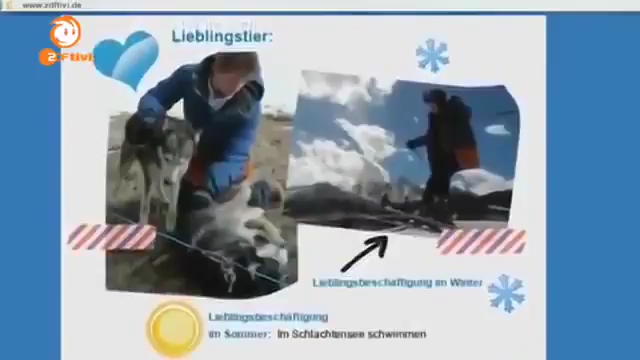 www.zdftivi.de
ZDFtivi
Lieblingstier:
Lieblingsbeschäftigung im Winter
Lieblingsbeschäftigung
im Sommer: Im Schlachtensee schwimmen